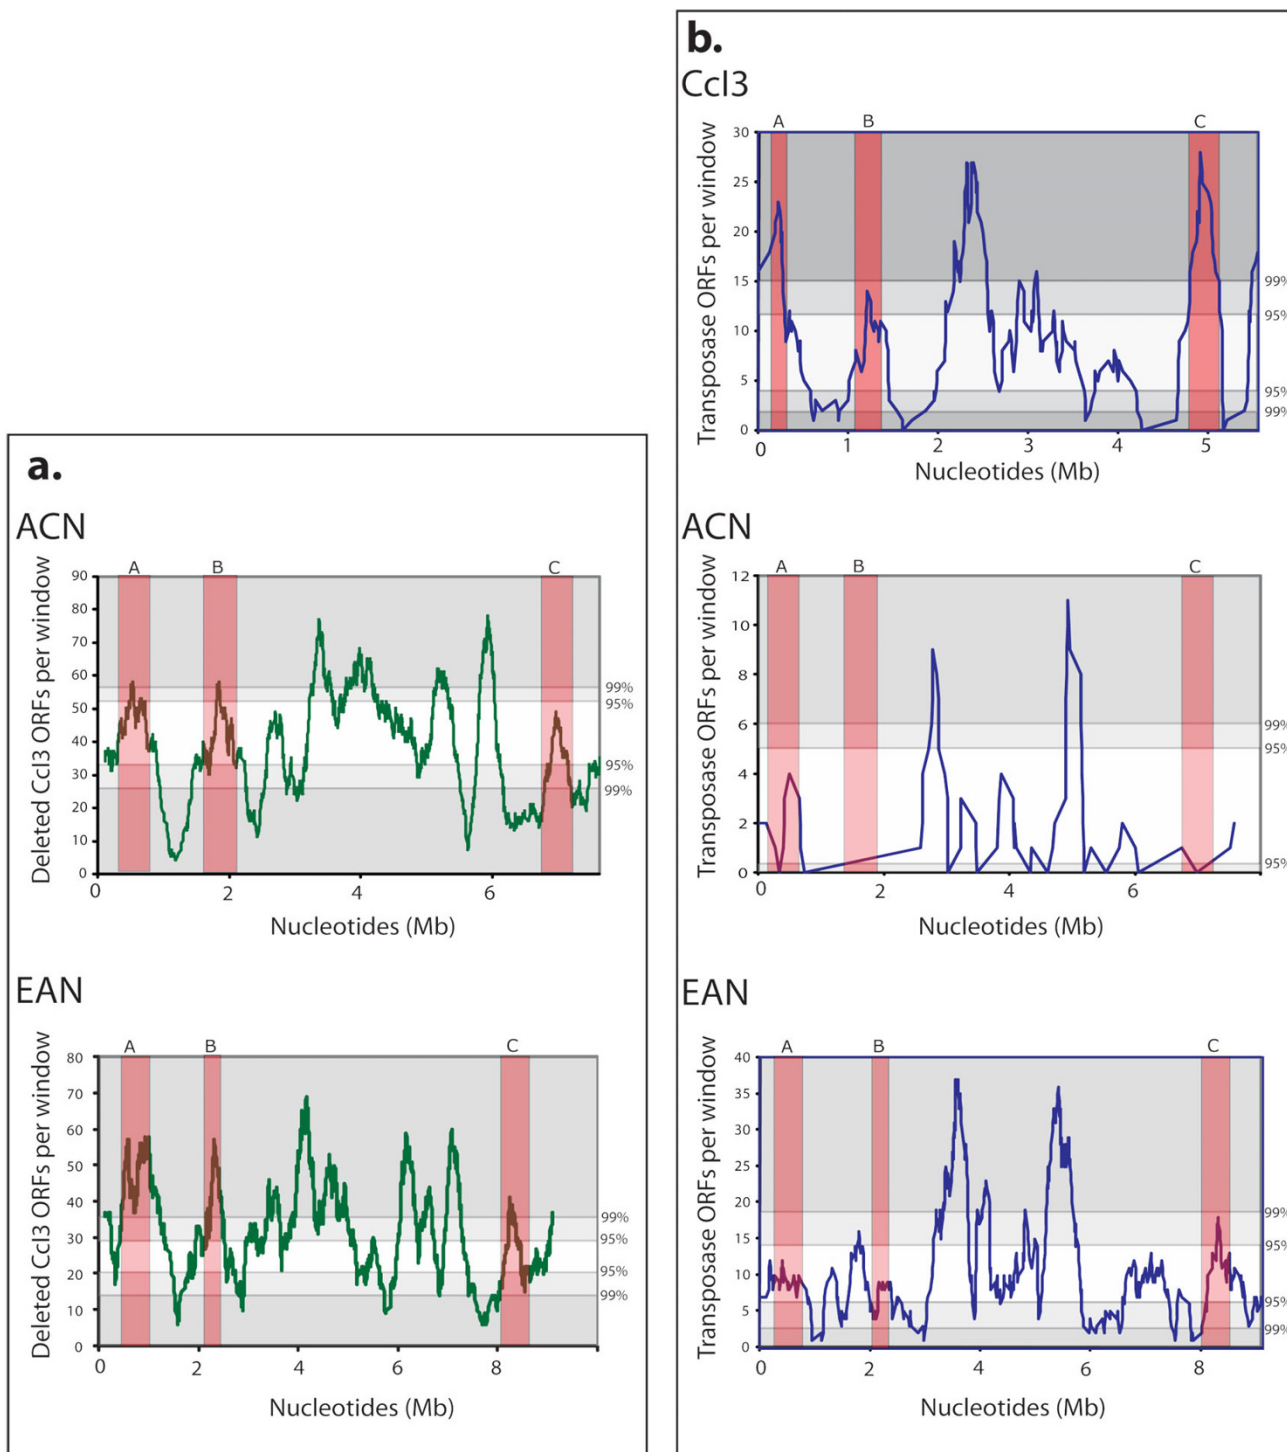 a.
ACN
Deleted CcI3 ORFs per window
A B C
90
80
70
60
50
40
30
20
10
0
99%
95%
95%
99%
0 2 4 6
Nucleotides (Mb)
EAN
Deleted CcI3 ORFs per window
A B C
80
70
60
50
40
30
20
10
0
99%
95%
95%
99%
0 2 4 6 8
Nucleotides (Mb)
b.
CcI3
Transposase ORFs per window
A B C
30
25
20
15
10
5
0
99%
95%
95%
99%
0 1 2 3 4 5
Nucleotides (Mb)
ACN
Transposase ORFs per window
A B C
12
10
8
6
4
2
0
99%
95%
95%
0 2 4 6
Nucleotides (Mb)
EAN
Transposase ORFs per window
A B C
40
35
30
25
20
15
10
5
0
99%
95%
95%
99%
0 2 4 6 8
Nucleotides (Mb)